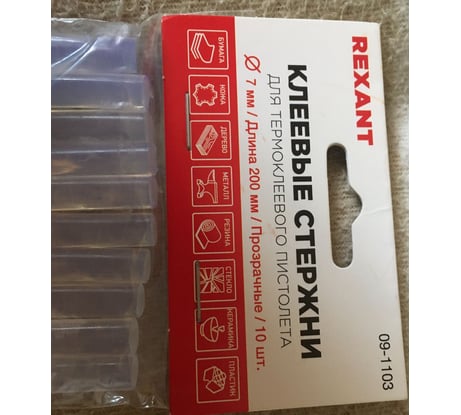 REXANT
КЛЕЕВЫЕ СТЕРЖНИ
ДЛЯ ТЕРМОКЛЕЕВОГО ПИСТОЛЕТА
Ø 7 мм / Длина 200 мм / Прозрачные / 10 шт.
БУМАГА
КОЖА
ДЕРЕВО
МЕТАЛЛ
РЕЗИНА
СТЕКЛО
КЕРАМИКА
ПЛАСТИК
09-1103